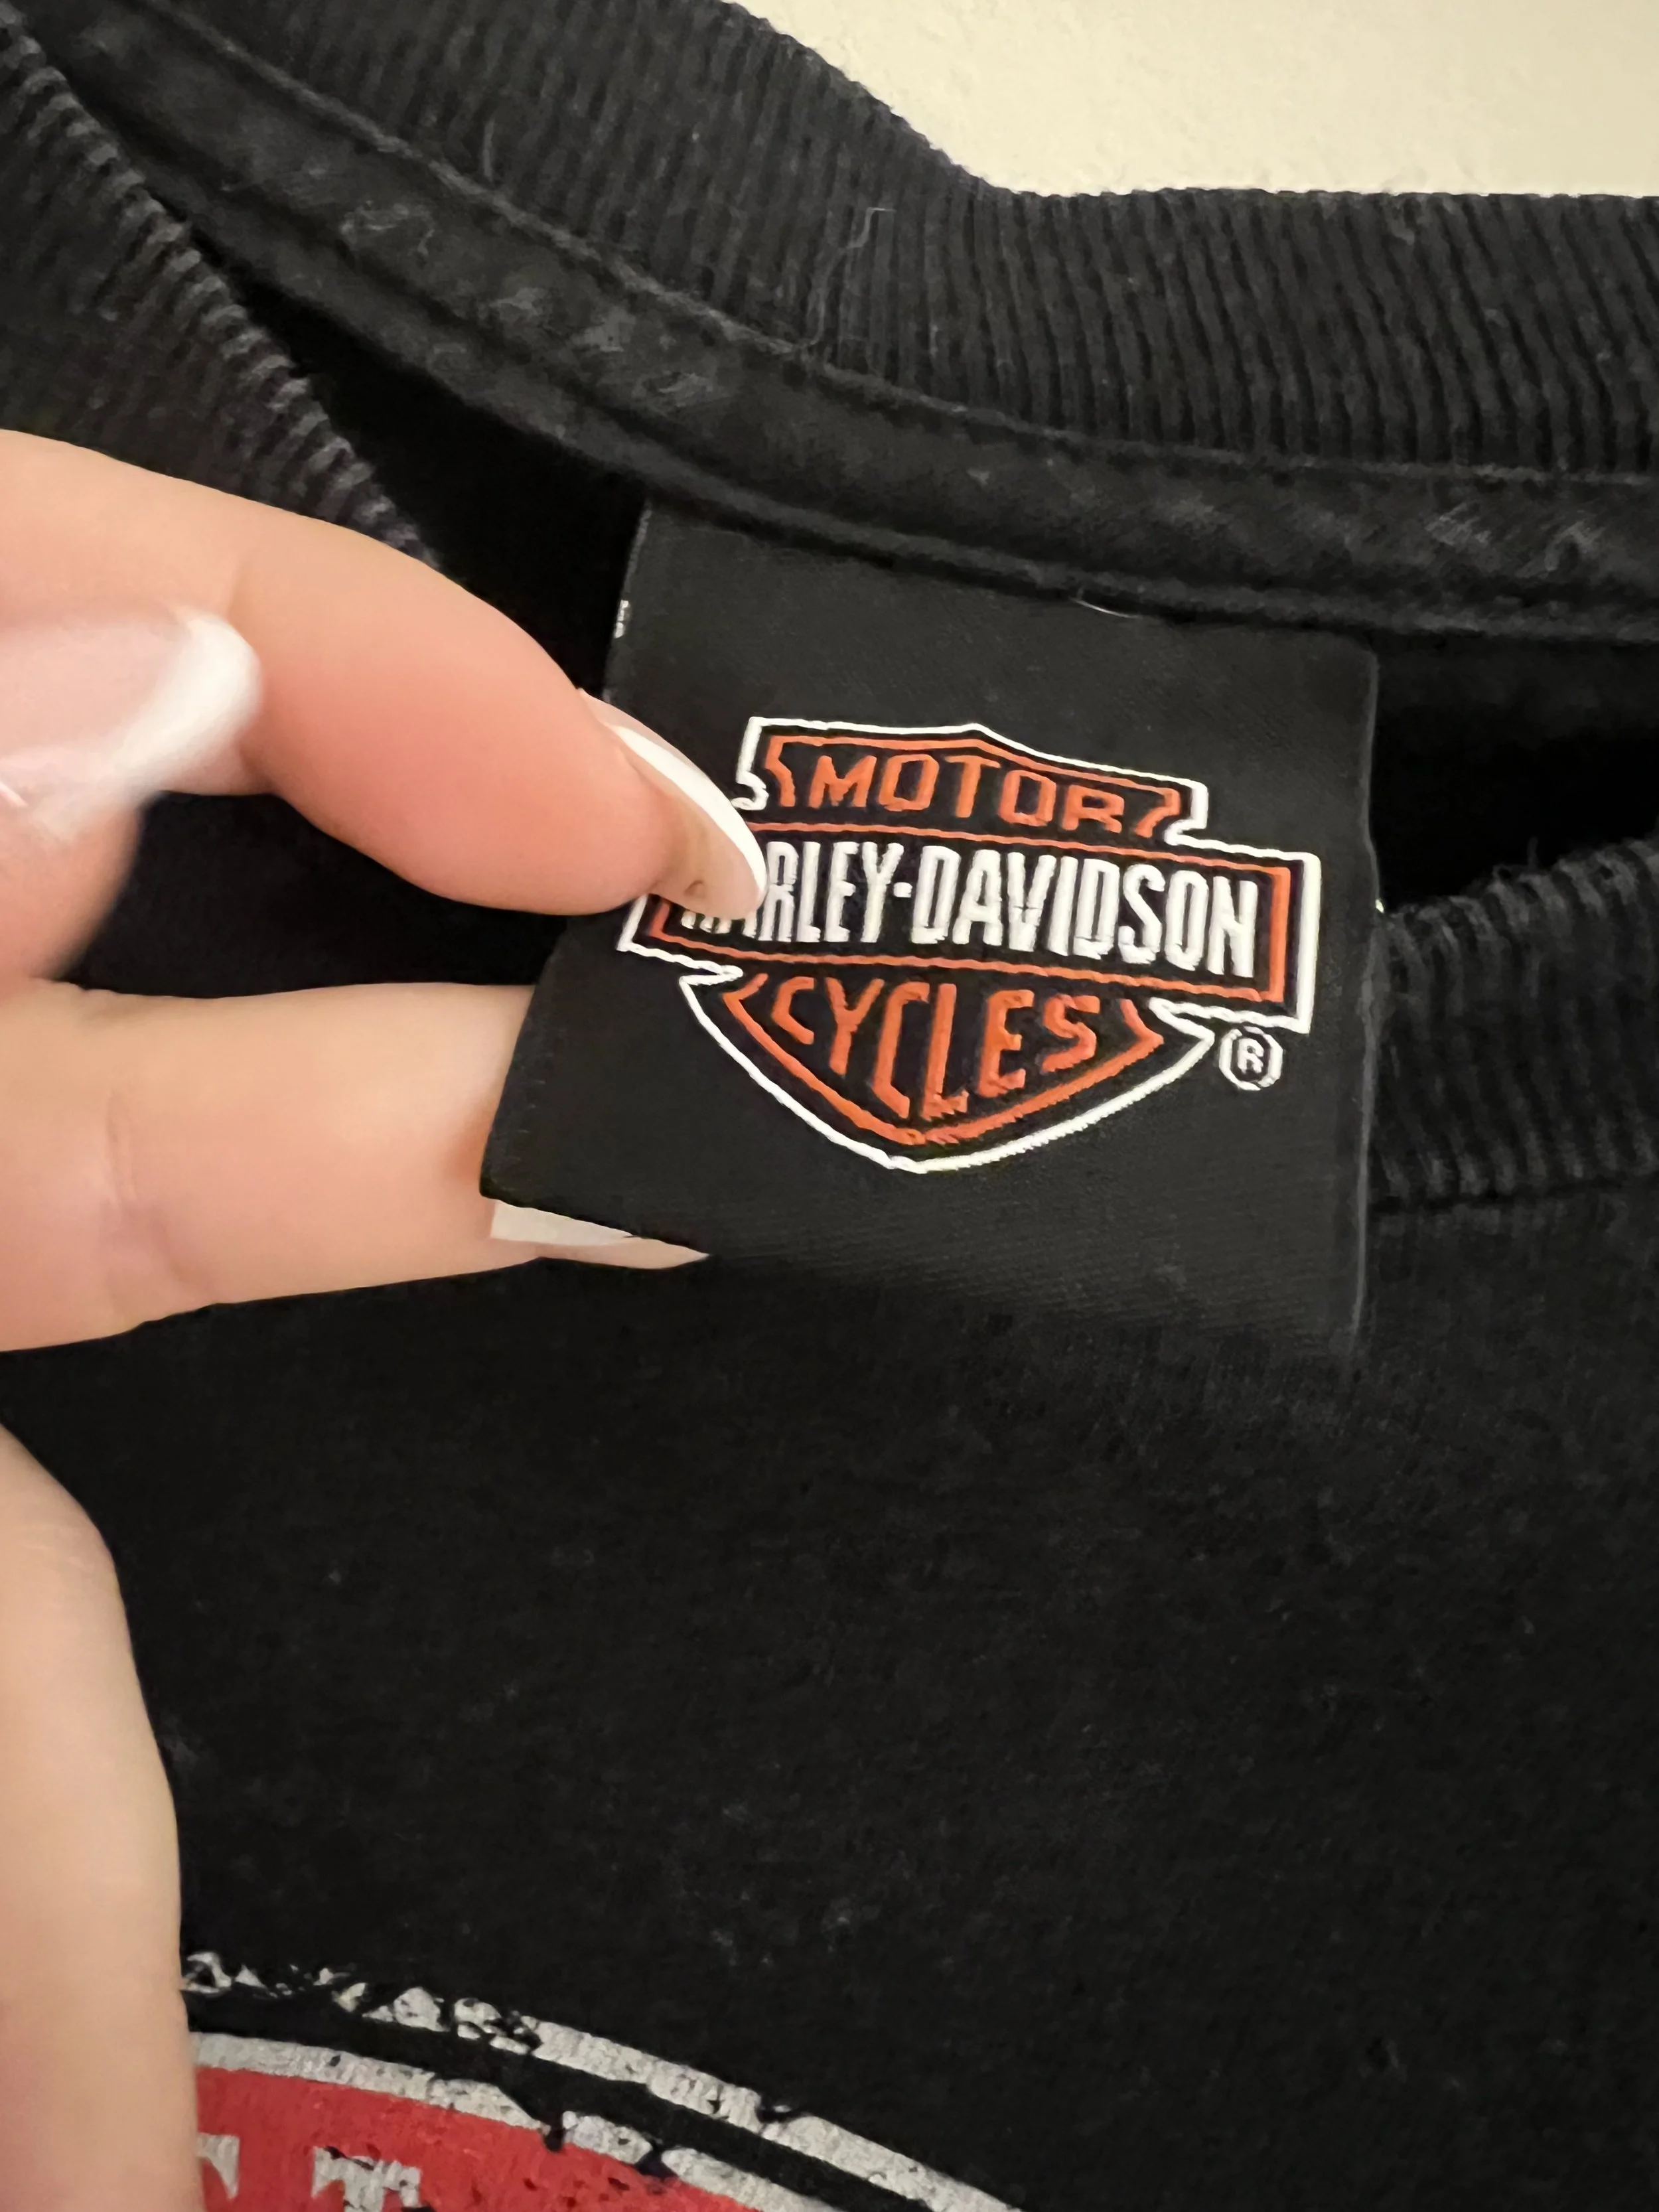 MOTOR
HARLEY-DAVIDSON
CYCLES
®